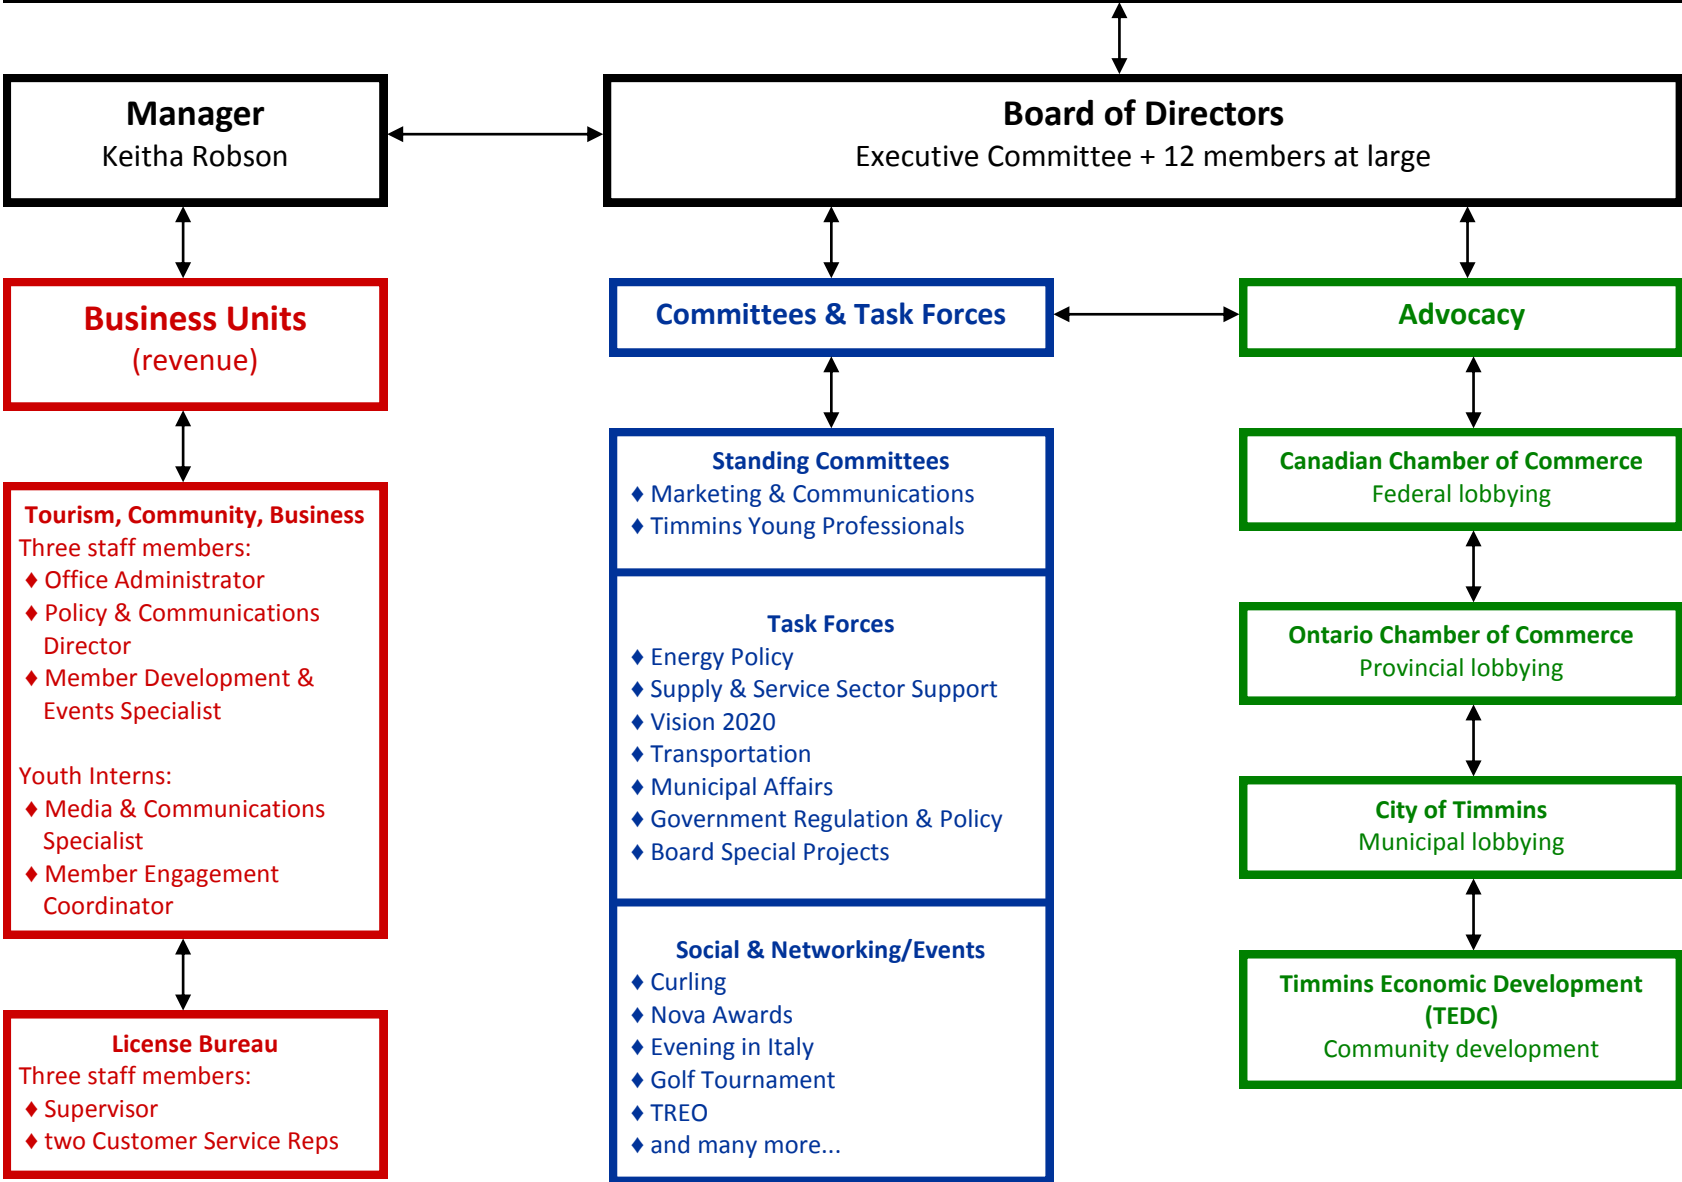 Manager
Keitha Robson
Board of Directors
Executive Committee + 12 members at large
Business Units
(revenue)
Committees & Task Forces
Advocacy
Tourism, Community, Business
Three staff members:
♦ Office Administrator
♦ Policy & Communications
Director
♦ Member Development &
Events Specialist
Youth Interns:
♦ Media & Communications
Specialist
♦ Member Engagement
Coordinator
License Bureau
Three staff members:
♦ Supervisor
♦ two Customer Service Reps
Standing Committees
♦ Marketing & Communications
♦ Timmins Young Professionals
Task Forces
♦ Energy Policy
♦ Supply & Service Sector Support
♦ Vision 2020
♦ Transportation
♦ Municipal Affairs
♦ Government Regulation & Policy
♦ Board Special Projects
Social & Networking/Events
♦ Curling
♦ Nova Awards
♦ Evening in Italy
♦ Golf Tournament
♦ TREO
♦ and many more...
Canadian Chamber of Commerce
Federal lobbying
Ontario Chamber of Commerce
Provincial lobbying
City of Timmins
Municipal lobbying
Timmins Economic Development
(TEDC)
Community development